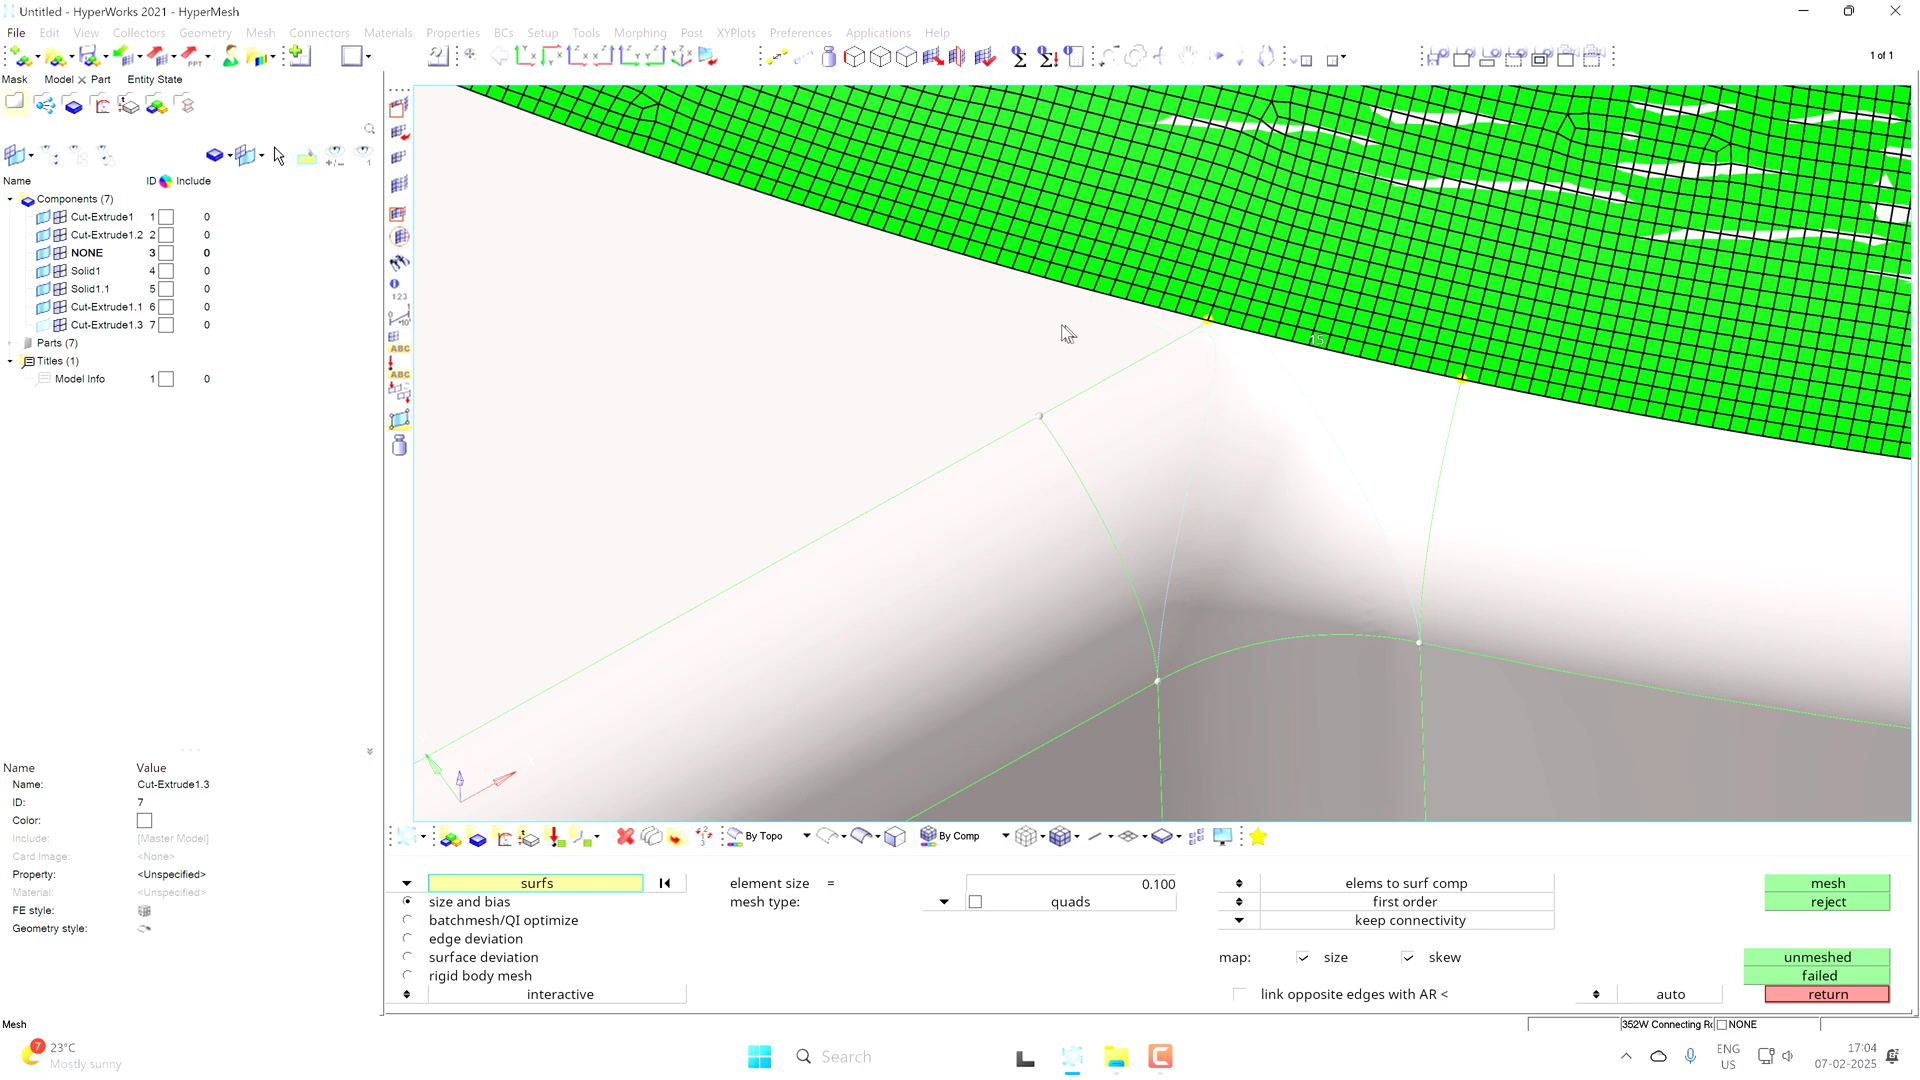 Untitled - HyperWorks 2021 - HyperMesh
File Edit View Collectors Geometry Mesh Connectors Materials Properties BCs Setup Tools Morphing Post XYPlots Preferences Applications Help
1 of 1
Mask Model Part Entity State
Name ID Include
Components (7)
Cut-Extrude1 1 0
Cut-Extrude1.2 2 0
NONE 3 0
Solid1 4 0
Solid1.1 5 0
Cut-Extrude1.1 6 0
Cut-Extrude1.3 7 0
Parts (7)
Titles (1)
Model Info 1 0
15
Name Value
Name: Cut-Extrude1.3
ID: 7
Color:
Include: [Master Model]
Card Image: <None>
Property: <Unspecified>
Material: <Unspecified>
FE style:
Geometry style:
By Topo By Comp
surfs element size = 0.100 elems to surf comp mesh
size and bias mesh type: quads first order reject
batchmesh/QI optimize keep connectivity
edge deviation
surface deviation map: size skew unmeshed
rigid body mesh failed
interactive link opposite edges with AR < auto return
Mesh 352W Connecting Ro NONE
7 23°C
Mostly sunny
Search
ENG
US
17:04
07-02-2025